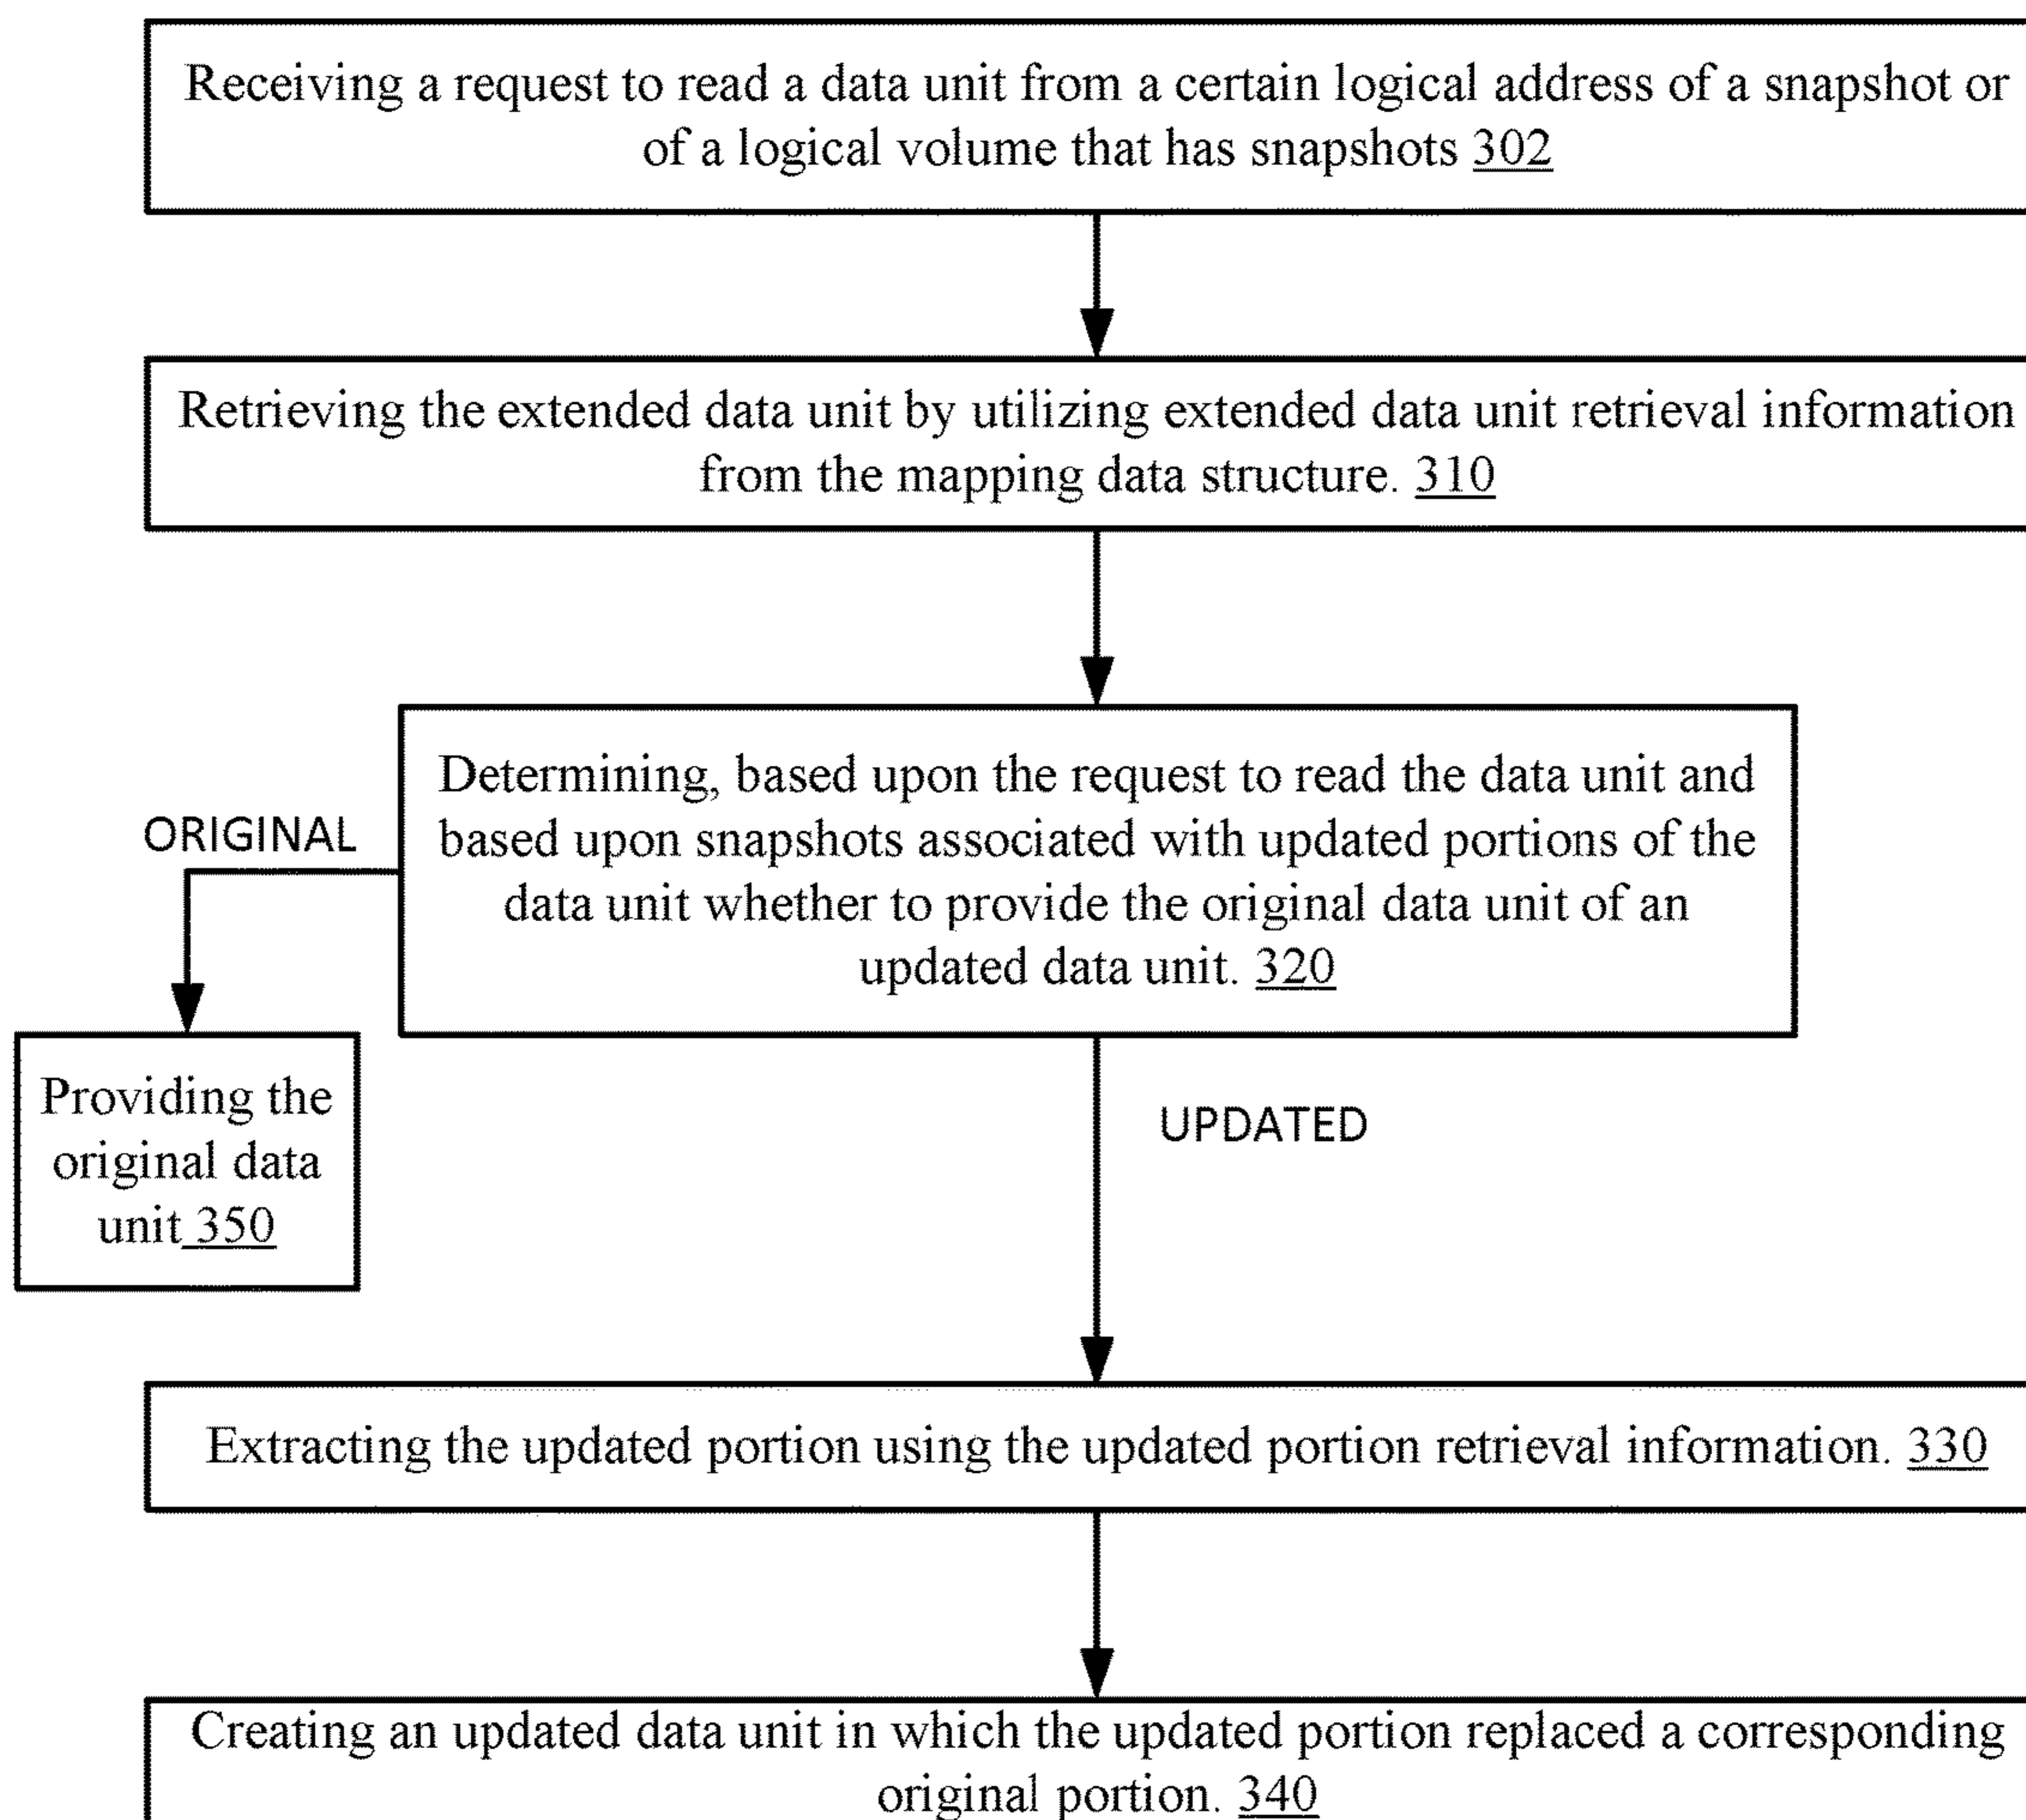 Receiving a request to read a data unit from a certain logical address of a snapshot or
of a logical volume that has snapshots 302
Retrieving the extended data unit by utilizing extended data unit retrieval information
from the mapping data structure. 310
Determining, based upon the request to read the data unit and
based upon snapshots associated with updated portions of the
data unit whether to provide the original data unit of an
updated data unit. 320
ORIGINAL
Providing the
original data
unit 350
UPDATED
Extracting the updated portion using the updated portion retrieval information. 330
Creating an updated data unit in which the updated portion replaced a corresponding
original portion. 340